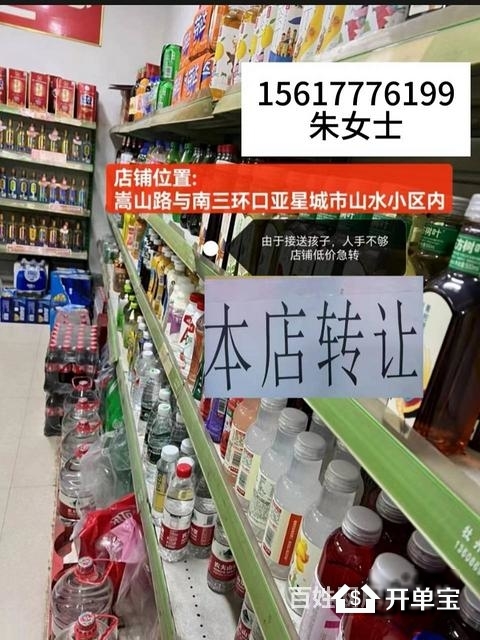 15617776199
朱女士
店铺位置:
嵩山路与南三环口亚星城市山水小区内
由于接送孩子，人手不够
店铺低价急转
本店转让
百姓
开单宝